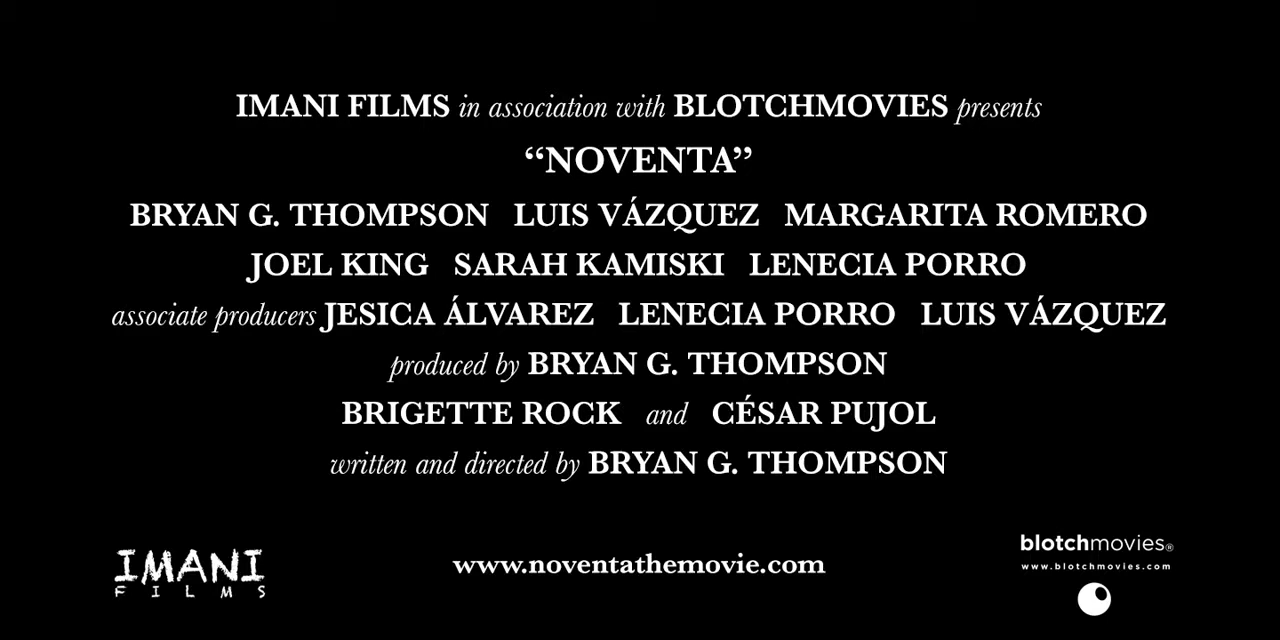 IMANI FILMS in association with BLOTCHMOVIES presents
“NOVENTA”
BRYAN G. THOMPSON LUIS VÁZQUEZ MARGARITA ROMERO
JOEL KING SARAH KAMISKI LENECIA PORRO
associate producers JESICA ÁLVAREZ LENECIA PORRO LUIS VÁZQUEZ
produced by BRYAN G. THOMPSON
BRIGETTE ROCK and CÉSAR PUJOL
written and directed by BRYAN G. THOMPSON
IMANI
FILMS
www.noventathemovie.com
blotchmovies®
www.blotchmovies.com